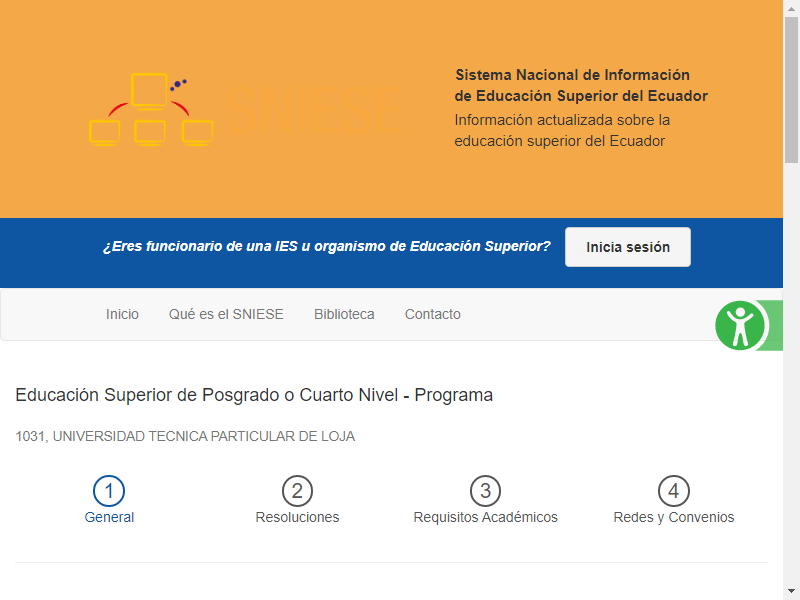 SNIESE
Sistema Nacional de Información
de Educación Superior del Ecuador
Información actualizada sobre la
educación superior del Ecuador
¿Eres funcionario de una IES u organismo de Educación Superior?
Inicia sesión
Inicio
Qué es el SNIESE
Biblioteca
Contacto
Educación Superior de Posgrado o Cuarto Nivel - Programa
1031, UNIVERSIDAD TECNICA PARTICULAR DE LOJA
1
2
3
4
General
Resoluciones
Requisitos Académicos
Redes y Convenios